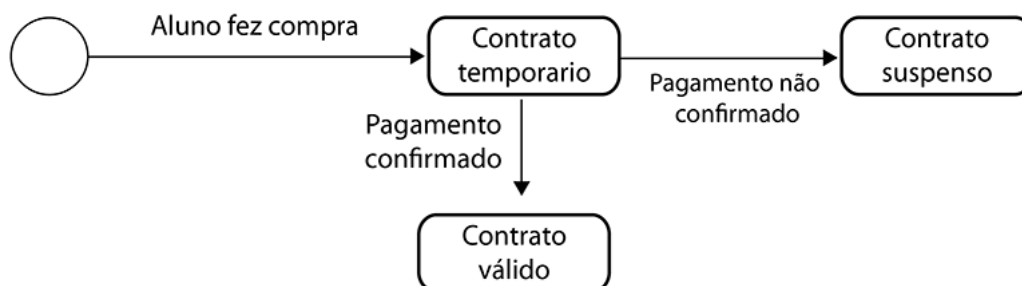 Aluno fez compra
Contrato
temporario
Contrato
suspenso
Pagamento não
confirmado
Pagamento
confirmado
Contrato
válido